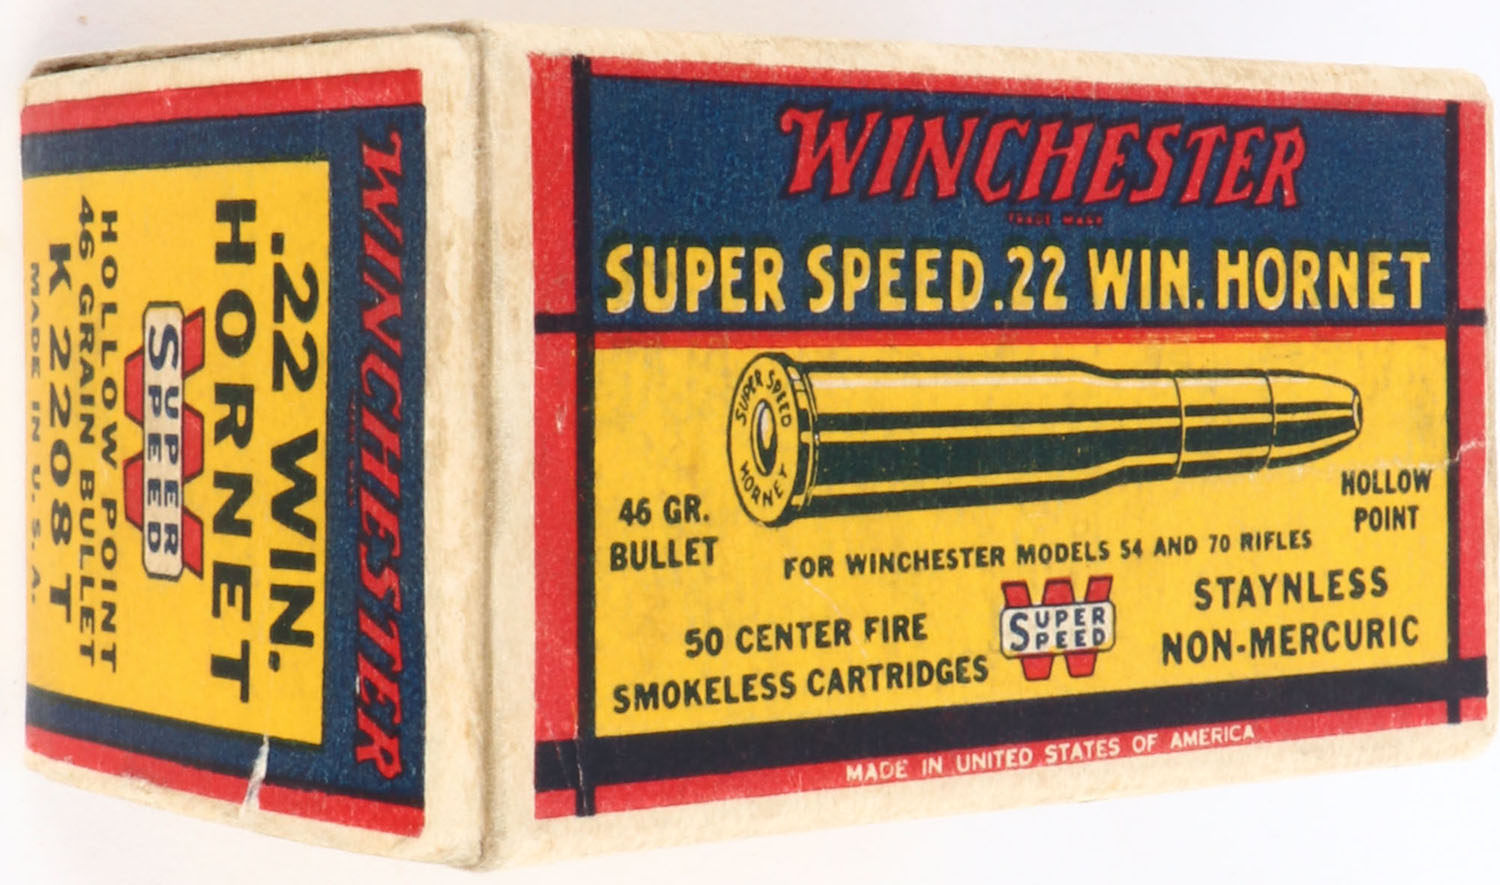 WINCHESTER
TRADE MARK
SUPER SPEED .22 WIN. HORNET
SUPER SPEED
HORNET
46 GR.
BULLET
HOLLOW
POINT
FOR WINCHESTER MODELS 54 AND 70 RIFLES
50 CENTER FIRE
SMOKELESS CARTRIDGES
W
SUPER
SPEED
STAYNLESS
NON-MERCURIC
MADE IN UNITED STATES OF AMERICA
WINCHESTER
.22 WIN.
HORNET
W
SUPER
SPEED
HOLLOW POINT
46 GRAIN BULLET
K 2208 T
MADE IN U.S.A.